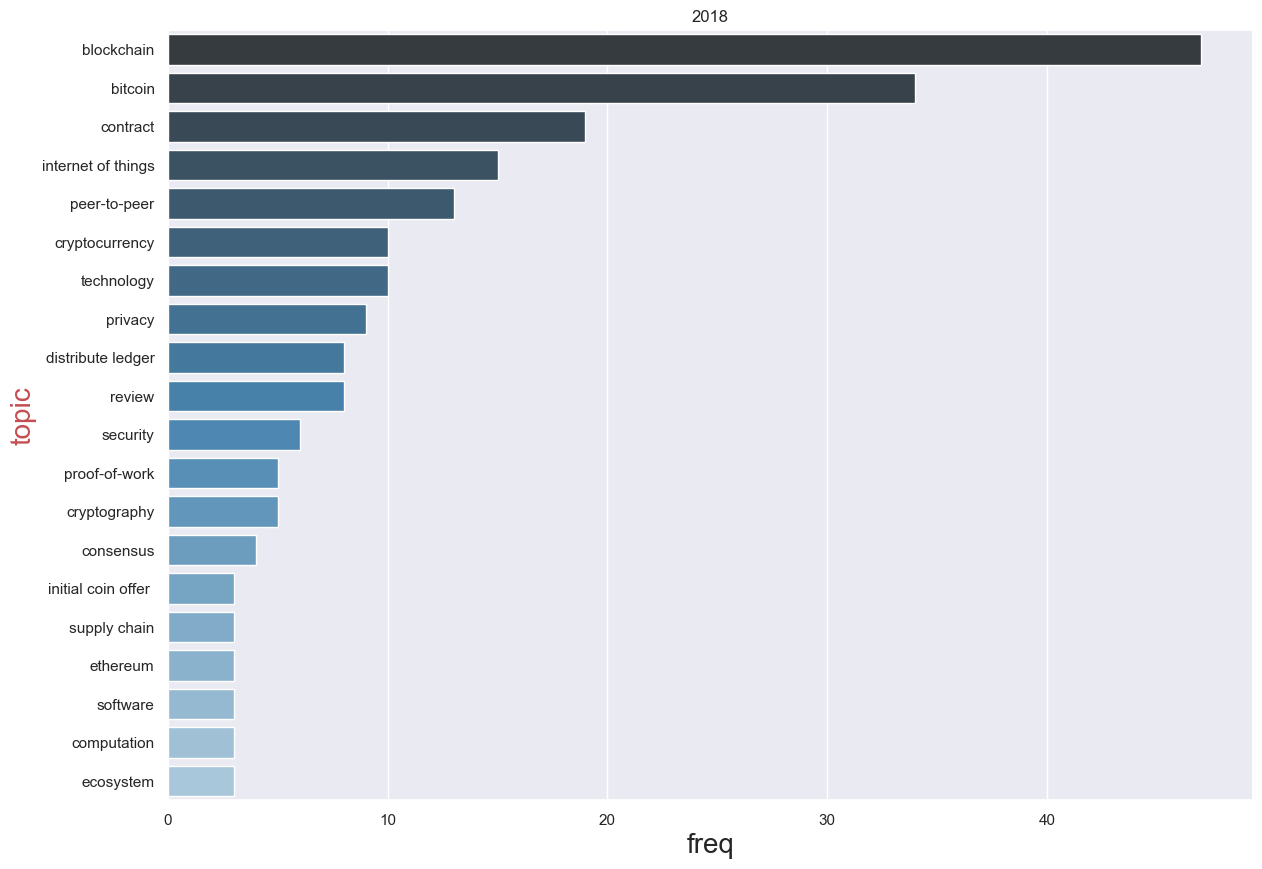 2018
blockchain
bitcoin
contract
internet of things
peer-to-peer
cryptocurrency
technology
privacy
distribute ledger
review
security
proof-of-work
cryptography
consensus
initial coin offer
supply chain
ethereum
software
computation
ecosystem
topic
0 10 20 30 40
freq